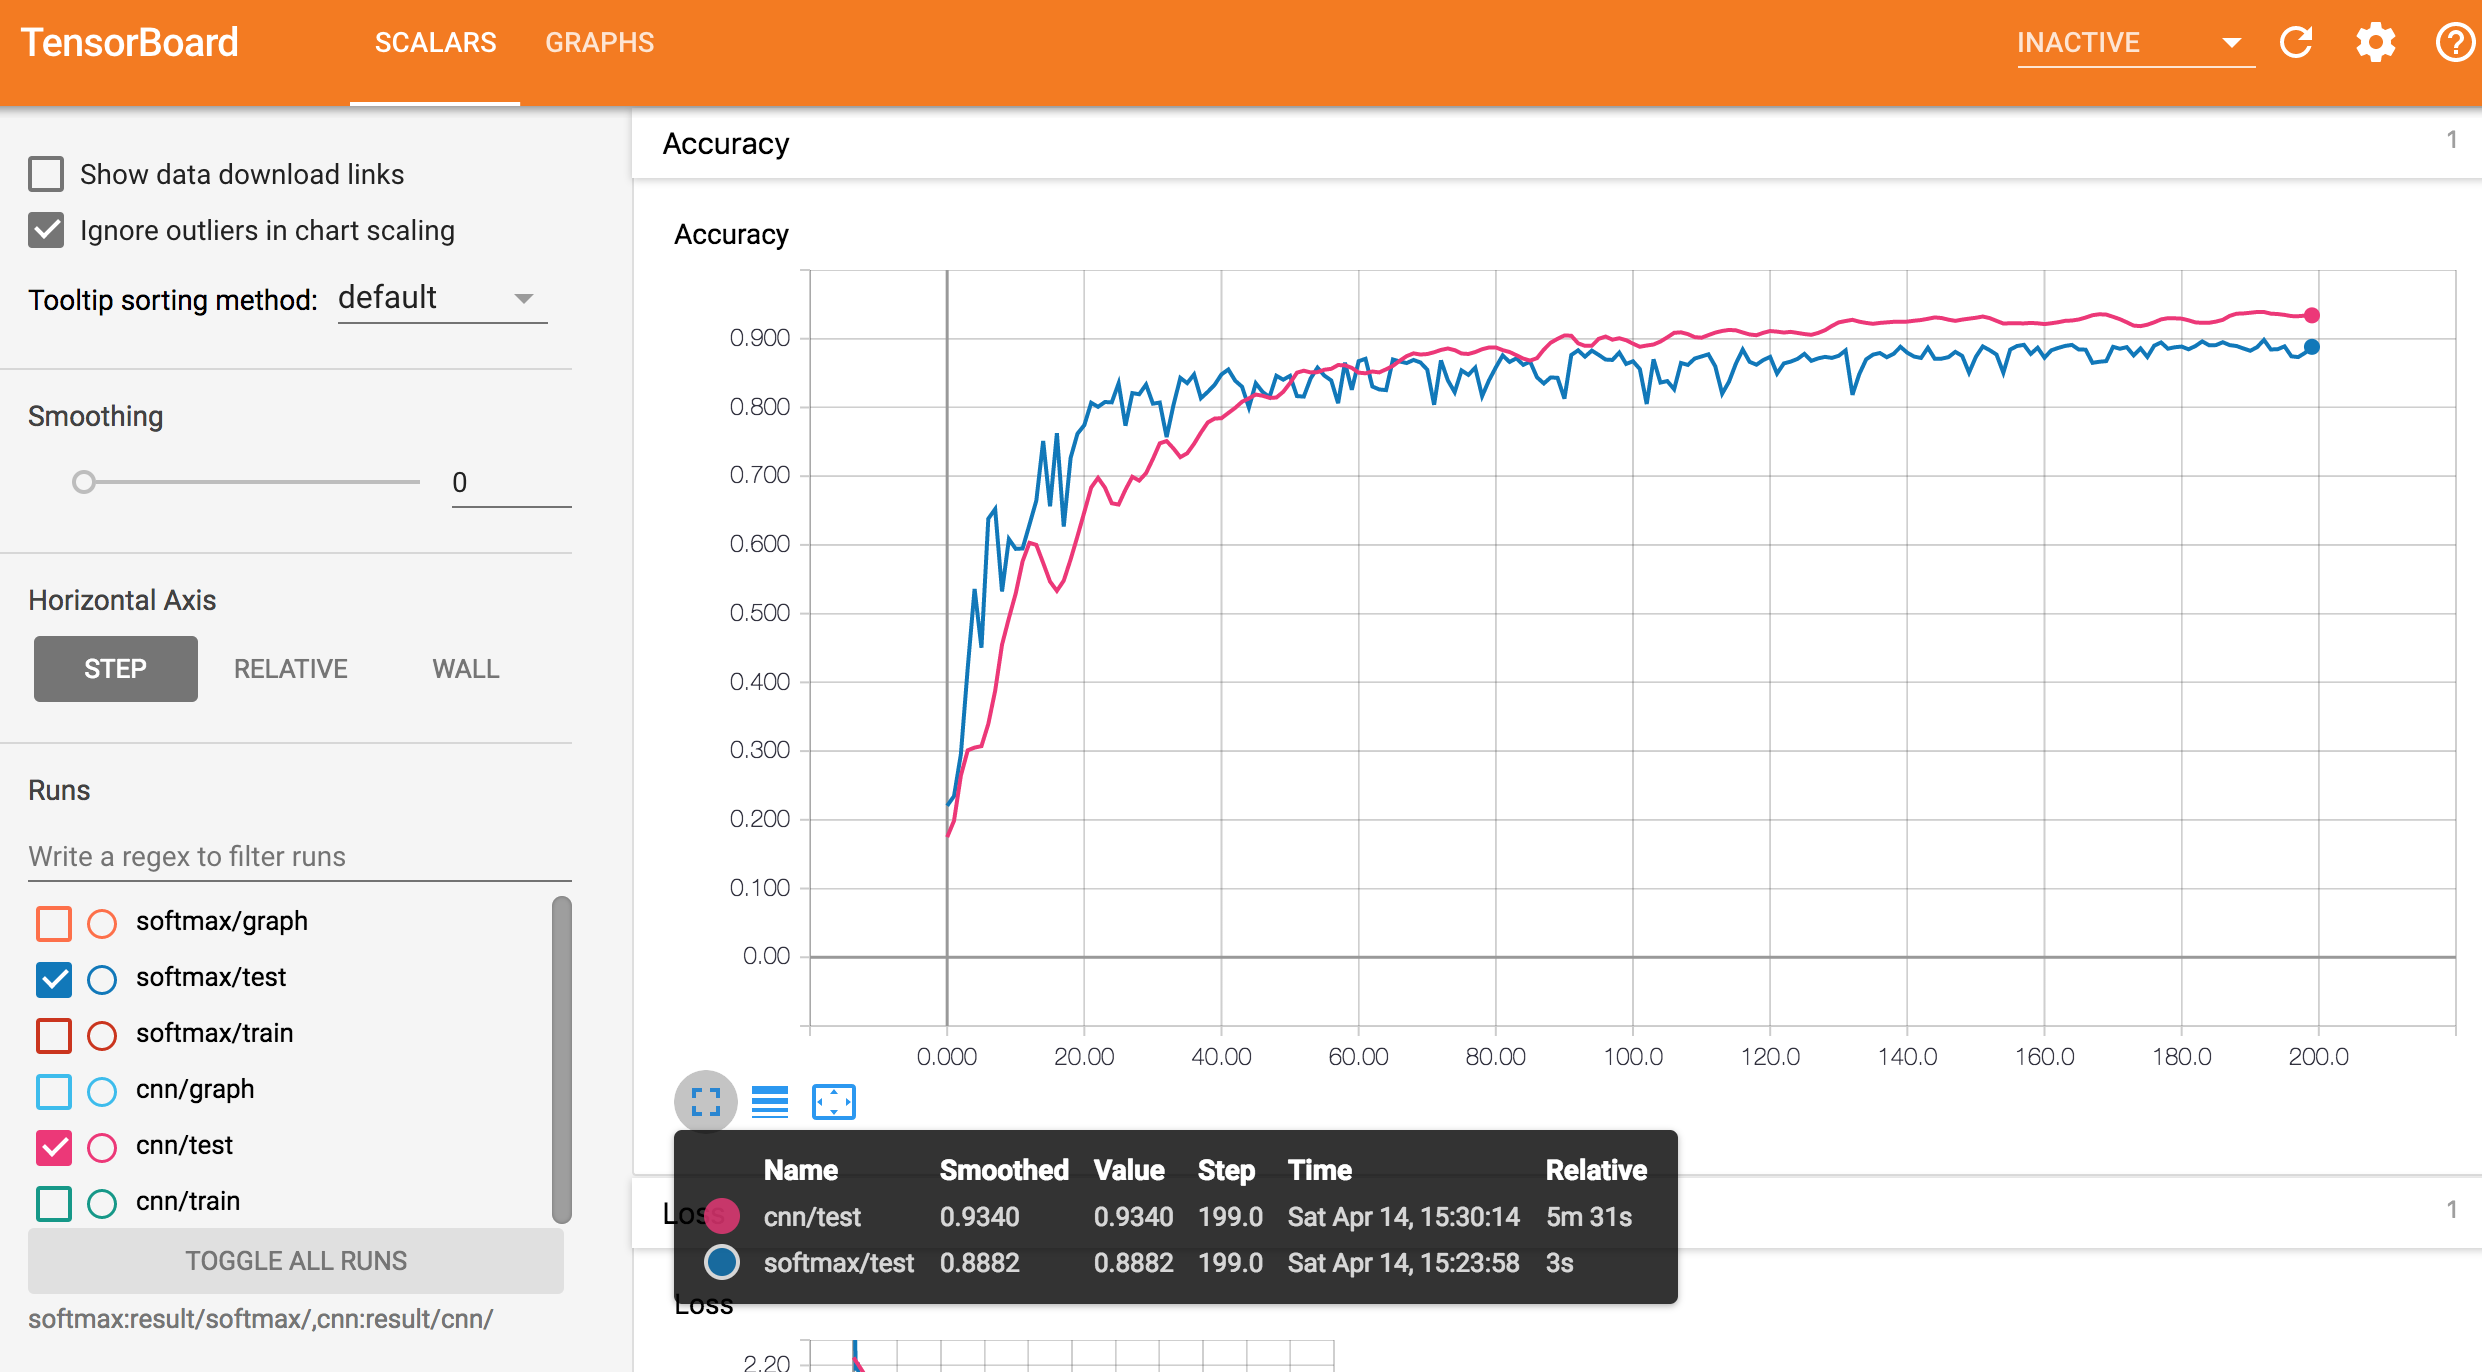 TensorBoard SCALARS GRAPHS INACTIVE
Show data download links
Ignore outliers in chart scaling
Tooltip sorting method: default
Smoothing
0
Horizontal Axis
STEP RELATIVE WALL
Runs
Write a regex to filter runs
softmax/graph
softmax/test
softmax/train
cnn/graph
cnn/test
cnn/train
TOGGLE ALL RUNS
softmax:result/softmax/,cnn:result/cnn/
Accuracy 1
Accuracy
0.900
0.800
0.700
0.600
0.500
0.400
0.300
0.200
0.100
0.00
0.000 20.00 40.00 60.00 80.00 100.0 120.0 140.0 160.0 180.0 200.0
Name Smoothed Value Step Time Relative
Loss 1
cnn/test 0.9340 0.9340 199.0 Sat Apr 14, 15:30:14 5m 31s
softmax/test 0.8882 0.8882 199.0 Sat Apr 14, 15:23:58 3s
Loss
2.20